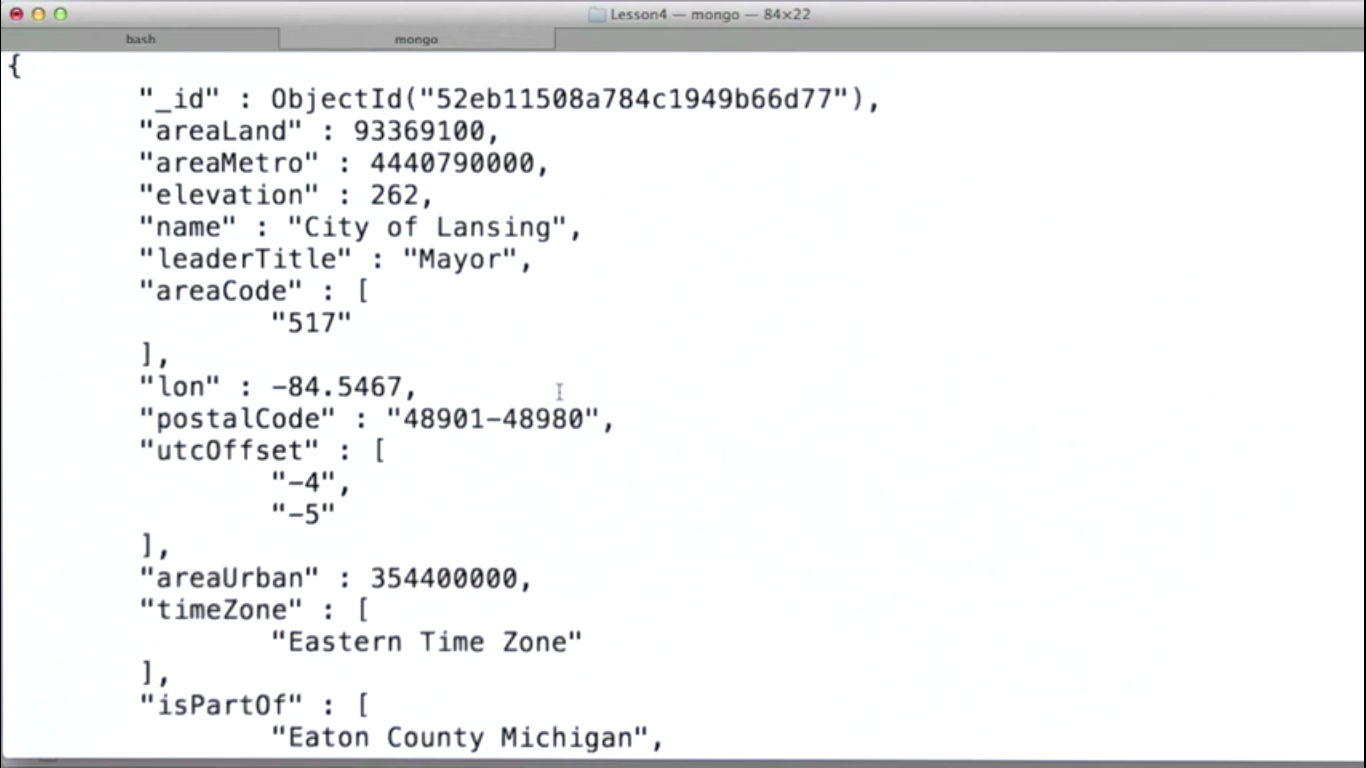 Lesson4 — mongo — 84×22
bash
mongo
{
"_id" : ObjectId("52eb11508a784c1949b66d77"),
"areaLand" : 93369100,
"areaMetro" : 4440790000,
"elevation" : 262,
"name" : "City of Lansing",
"leaderTitle" : "Mayor",
"areaCode" : [
"517"
],
"lon" : -84.5467,
"postalCode" : "48901-48980",
"utcOffset" : [
"-4",
"-5"
],
"areaUrban" : 354400000,
"timeZone" : [
"Eastern Time Zone"
],
"isPartOf" : [
"Eaton County Michigan",